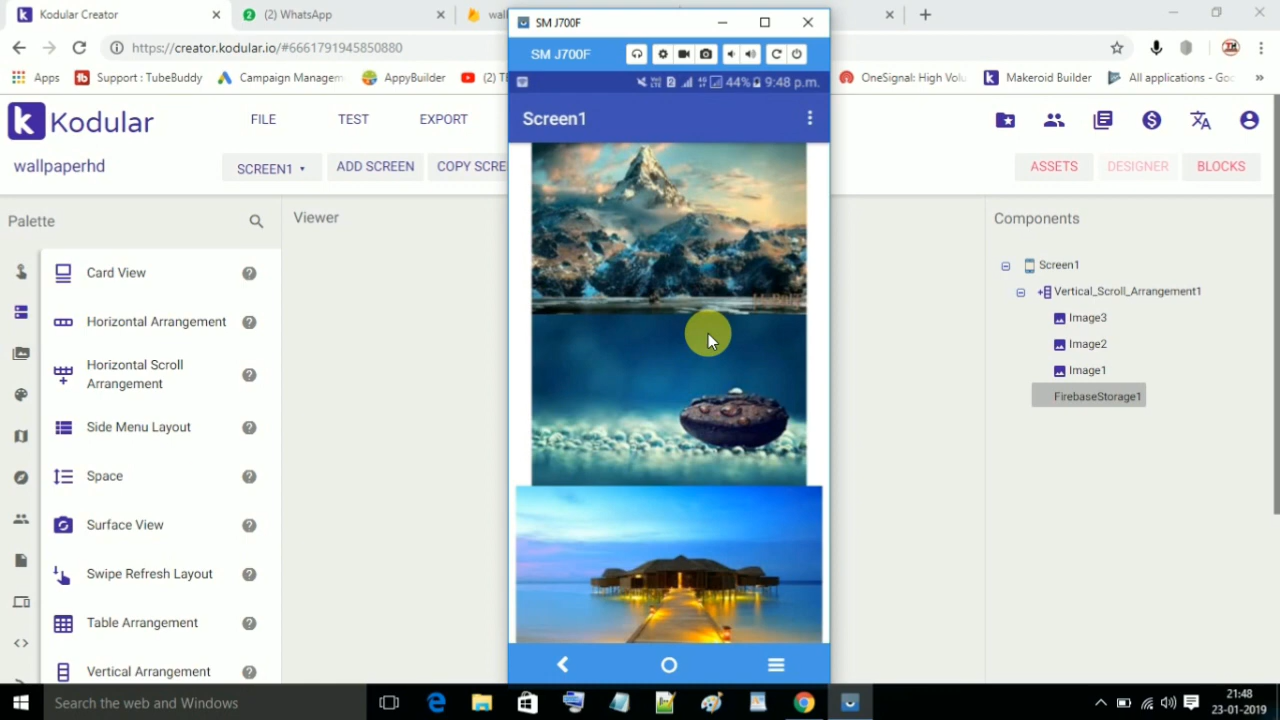 Kodular Creator
(2) WhatsApp
SM J700F
https://creator.kodular.io/#6661791945850880
SM J700F
Apps
Support : TubeBuddy
Campaign Managem
AppyBuilder
OneSignal: High Volu
Makeroid Builder
All applications - Goo
44% 9:48 p.m.
Kodular
FILE
TEST
EXPORT
Screen1
wallpaperhd
SCREEN1
ADD SCREEN
COPY SCRE
ASSETS
DESIGNER
BLOCKS
Palette
Viewer
Components
Card View
Horizontal Arrangement
Horizontal Scroll
Arrangement
Side Menu Layout
Space
Surface View
Swipe Refresh Layout
Table Arrangement
Vertical Arrangement
Screen1
Vertical_Scroll_Arrangement1
Image3
Image2
Image1
FirebaseStorage1
Search the web and Windows
21:48
23-01-2019